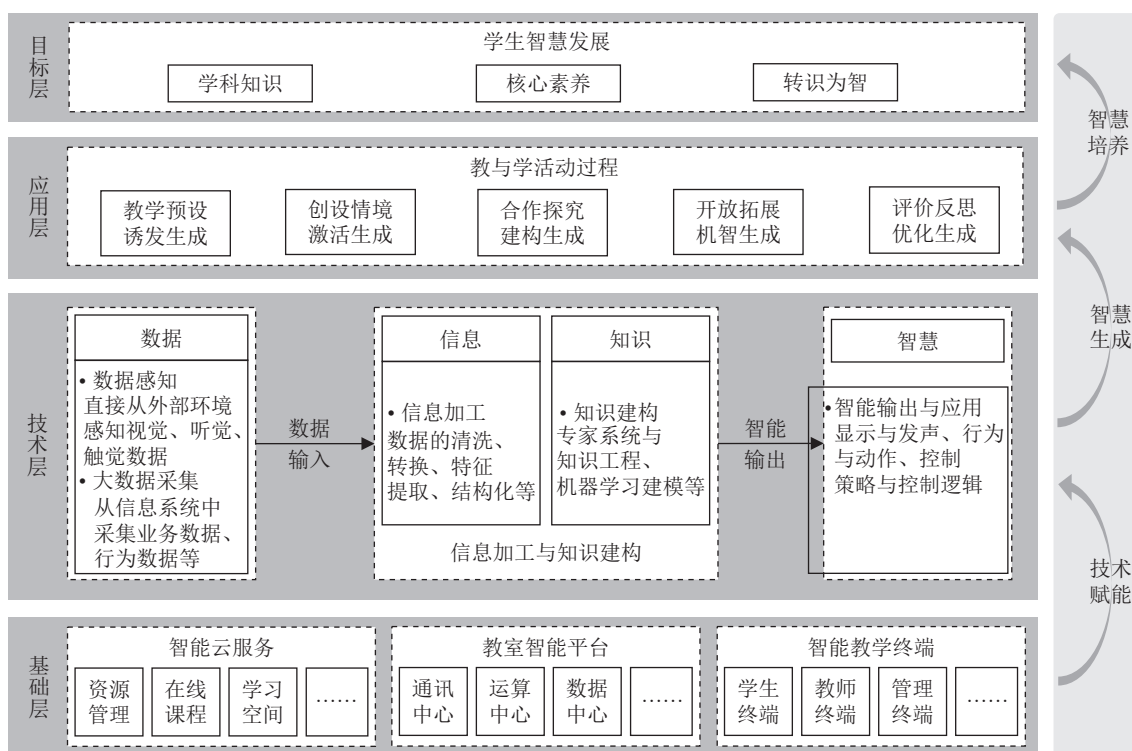 目标层
学生智慧发展
学科知识
核心素养
转识为智
应用层
教与学活动过程
教学预设
诱发生成
创设情境
激活生成
合作探究
建构生成
开放拓展
机智生成
评价反思
优化生成
技术层
数据
• 数据感知
直接从外部环境
感知视觉、听觉、
触觉数据
• 大数据采集
从信息系统中
采集业务数据、
行为数据等
数据
输入
信息
• 信息加工
数据的清洗、
转换、特征
提取、结构化等
知识
• 知识建构
专家系统与
知识工程、
机器学习建模等
信息加工与知识建构
智能
输出
智慧
• 智能输出与应用
显示与发声、行为
与动作、控制
策略与控制逻辑
基础层
智能云服务
资源
管理
在线
课程
学习
空间
……
教室智能平台
通讯
中心
运算
中心
数据
中心
……
智能教学终端
学生
终端
教师
终端
管理
终端
……
智慧
培养
智慧
生成
技术
赋能